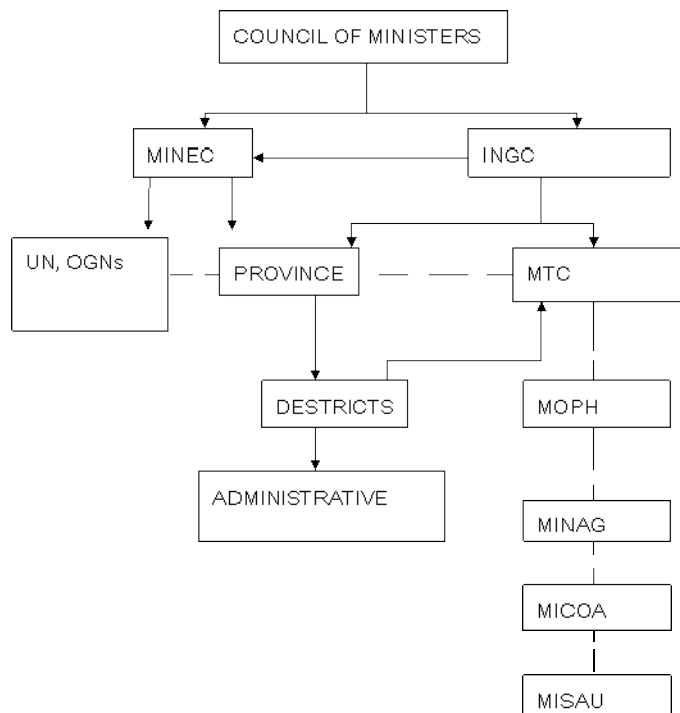 COUNCIL OF MINISTERS
MINEC
INGC
UN, OGNs
PROVINCE
MTC
DESTRICTS
MOPH
ADMINISTRATIVE
MINAG
MICOA
MISAU